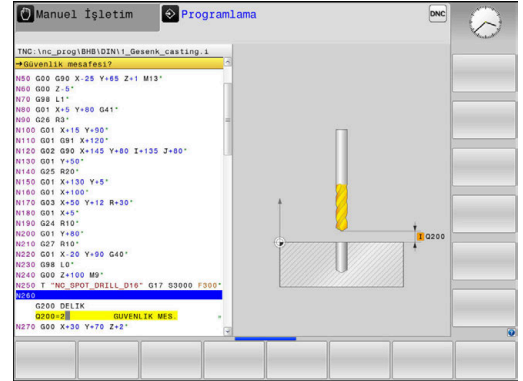 Manuel İşletim
Programlama
DNC
TNC:\nc_prog\BHB\DIN\1_Gesenk_casting.i
→Güvenlik mesafesi?
N50 G00 G90 X-25 Y+65 Z+1 M13*
N60 G00 Z-5*
N70 G98 L1*
N80 G01 X+5 Y+80 G41*
N90 G26 R3*
N100 G01 X+15 Y+90*
N110 G01 G91 X+120*
N120 G02 G90 X+145 Y+80 I+135 J+80*
N130 G01 Y+50*
N140 G25 R20*
N150 G01 X+130 Y+5*
N160 G01 X+100*
N170 G03 X+50 Y+12 R+30*
N180 G01 X+5*
N190 G24 R10*
N200 G01 Y+80*
N210 G27 R10*
N220 G01 X-20 Y+90 G40*
N230 G98 L0*
N240 G00 Z+100 M9*
N250 T "NC_SPOT_DRILL_D16" G17 S3000 F300*
N260
G200 DELIK
Q200=2 GUVENLIK MES.
N270 G00 X+30 Y+70 Z+2*
I Q200